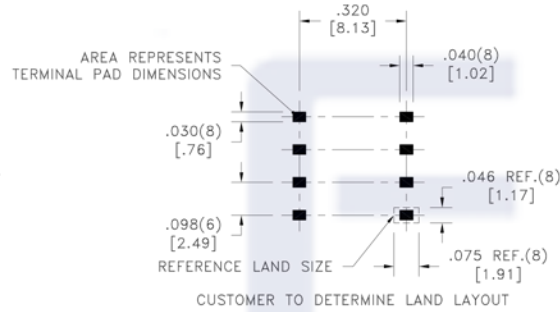 .320
[8.13]
AREA REPRESENTS
TERMINAL PAD DIMENSIONS
.040(8)
[1.02]
.030(8)
[.76]
.046 REF.(8)
[1.17]
.098(6)
[2.49]
REFERENCE LAND SIZE
.075 REF.(8)
[1.91]
CUSTOMER TO DETERMINE LAND LAYOUT